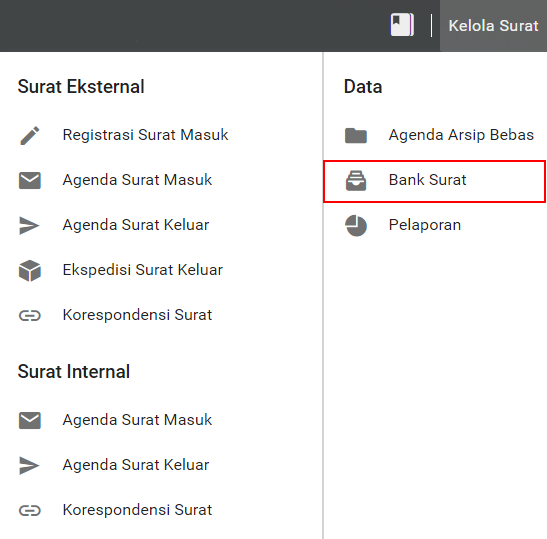 Kelola Surat
Surat Eksternal
Registrasi Surat Masuk
Agenda Surat Masuk
Agenda Surat Keluar
Ekspedisi Surat Keluar
Korespondensi Surat
Surat Internal
Agenda Surat Masuk
Agenda Surat Keluar
Korespondensi Surat
Data
Agenda Arsip Bebas
Bank Surat
Pelaporan